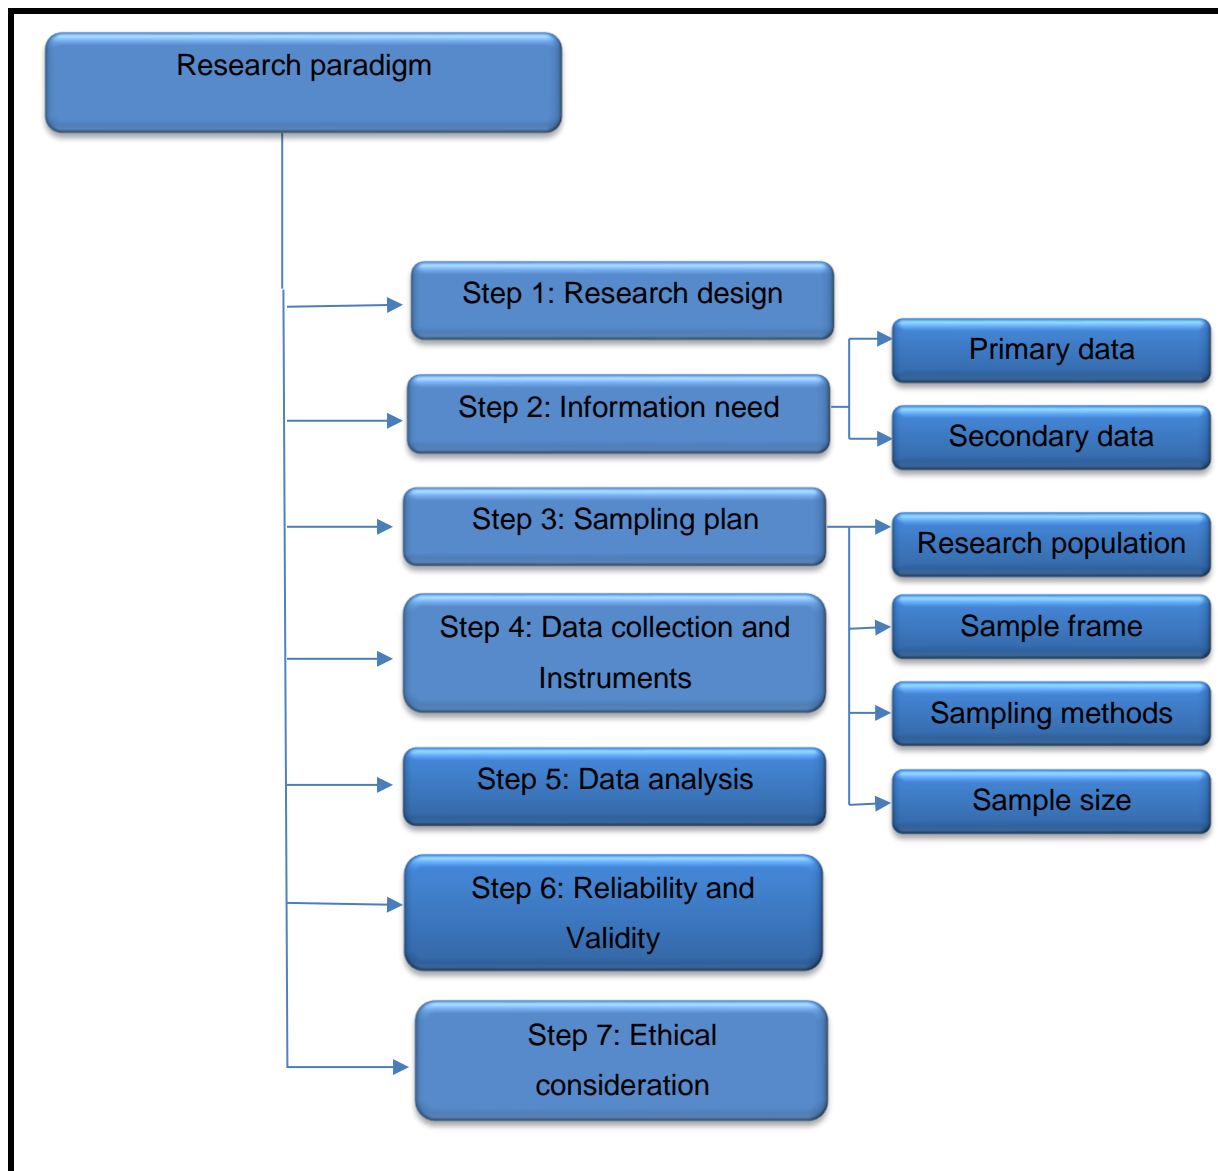 Research paradigm
Step 1: Research design
Step 2: Information need
Primary data
Secondary data
Step 3: Sampling plan
Research population
Sample frame
Sampling methods
Sample size
Step 4: Data collection and
Instruments
Step 5: Data analysis
Step 6: Reliability and
Validity
Step 7: Ethical
consideration